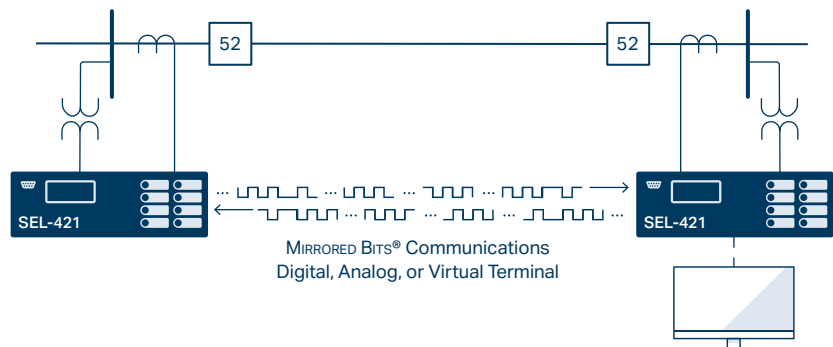 52
52
SEL-421
SEL-421
MIRRORED BITS® Communications
Digital, Analog, or Virtual Terminal